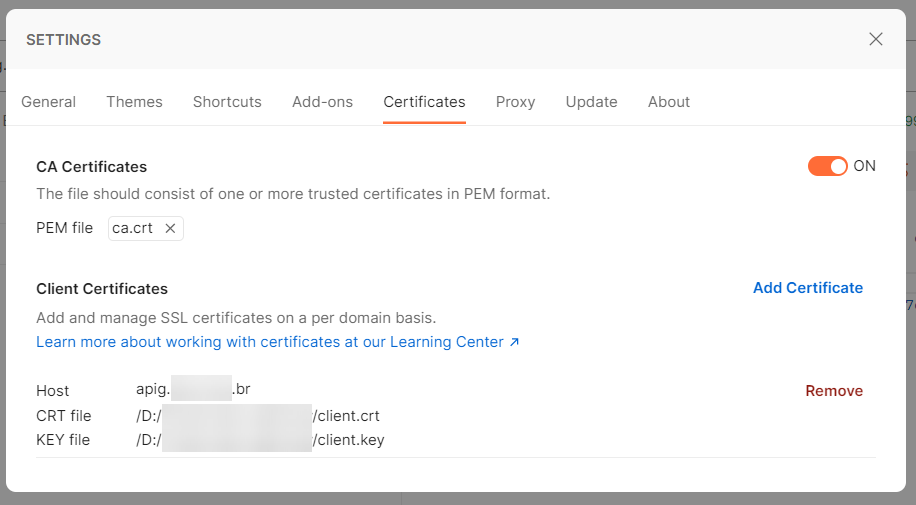 SETTINGS
General Themes Shortcuts Add-ons Certificates Proxy Update About
CA Certificates ON
The file should consist of one or more trusted certificates in PEM format.
PEM file ca.crt
Client Certificates Add Certificate
Add and manage SSL certificates on a per domain basis.
Learn more about working with certificates at our Learning Center ↗
Host apig. .br Remove
CRT file /D:/ /client.crt
KEY file /D:/ /client.key